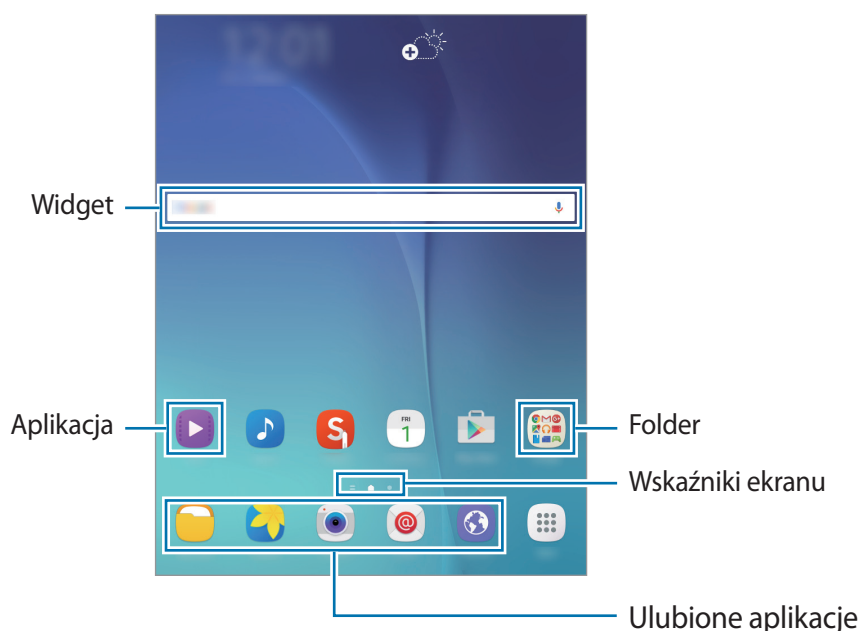 Widget
Aplikacja
FRI
1
Folder
Wskaźniki ekranu
Ulubione aplikacje